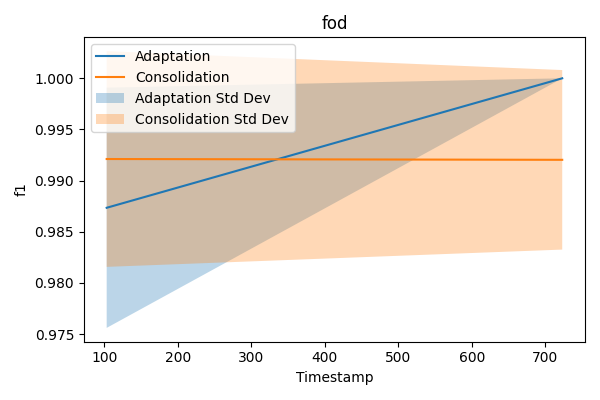 fod
Adaptation
Consolidation
Adaptation Std Dev
Consolidation Std Dev
1.000
0.995
0.990
0.985
0.980
0.975
f1
100 200 300 400 500 600 700
Timestamp